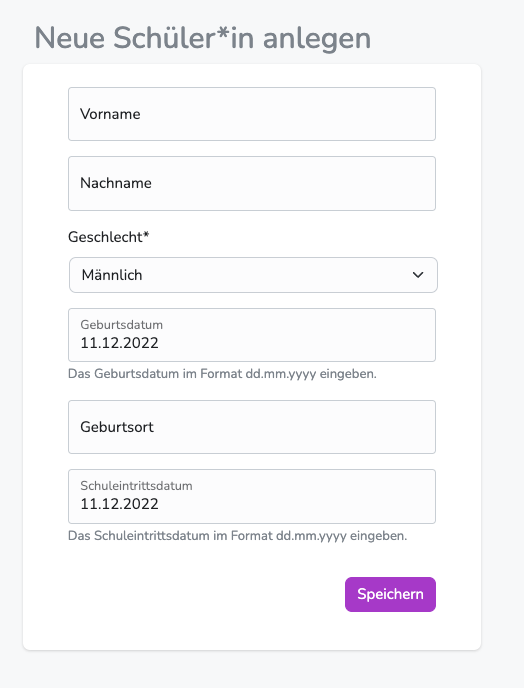 Neue Schüler*in anlegen
Vorname
Nachname
Geschlecht*
Männlich
Geburtsdatum
11.12.2022
Das Geburtsdatum im Format dd.mm.yyyy eingeben.
Geburtsort
Schuleintrittsdatum
11.12.2022
Das Schuleintrittsdatum im Format dd.mm.yyyy eingeben.
Speichern